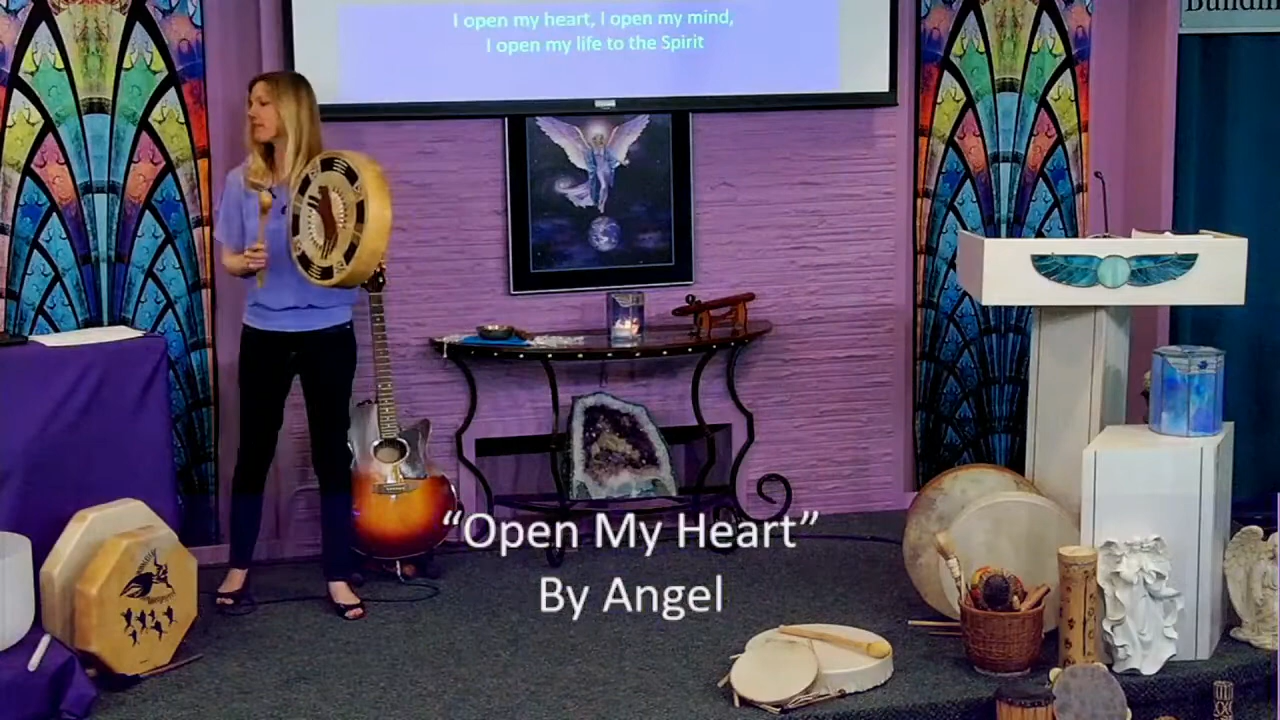 I open my heart, I open my mind,
I open my life to the Spirit
“Open My Heart”
By Angel